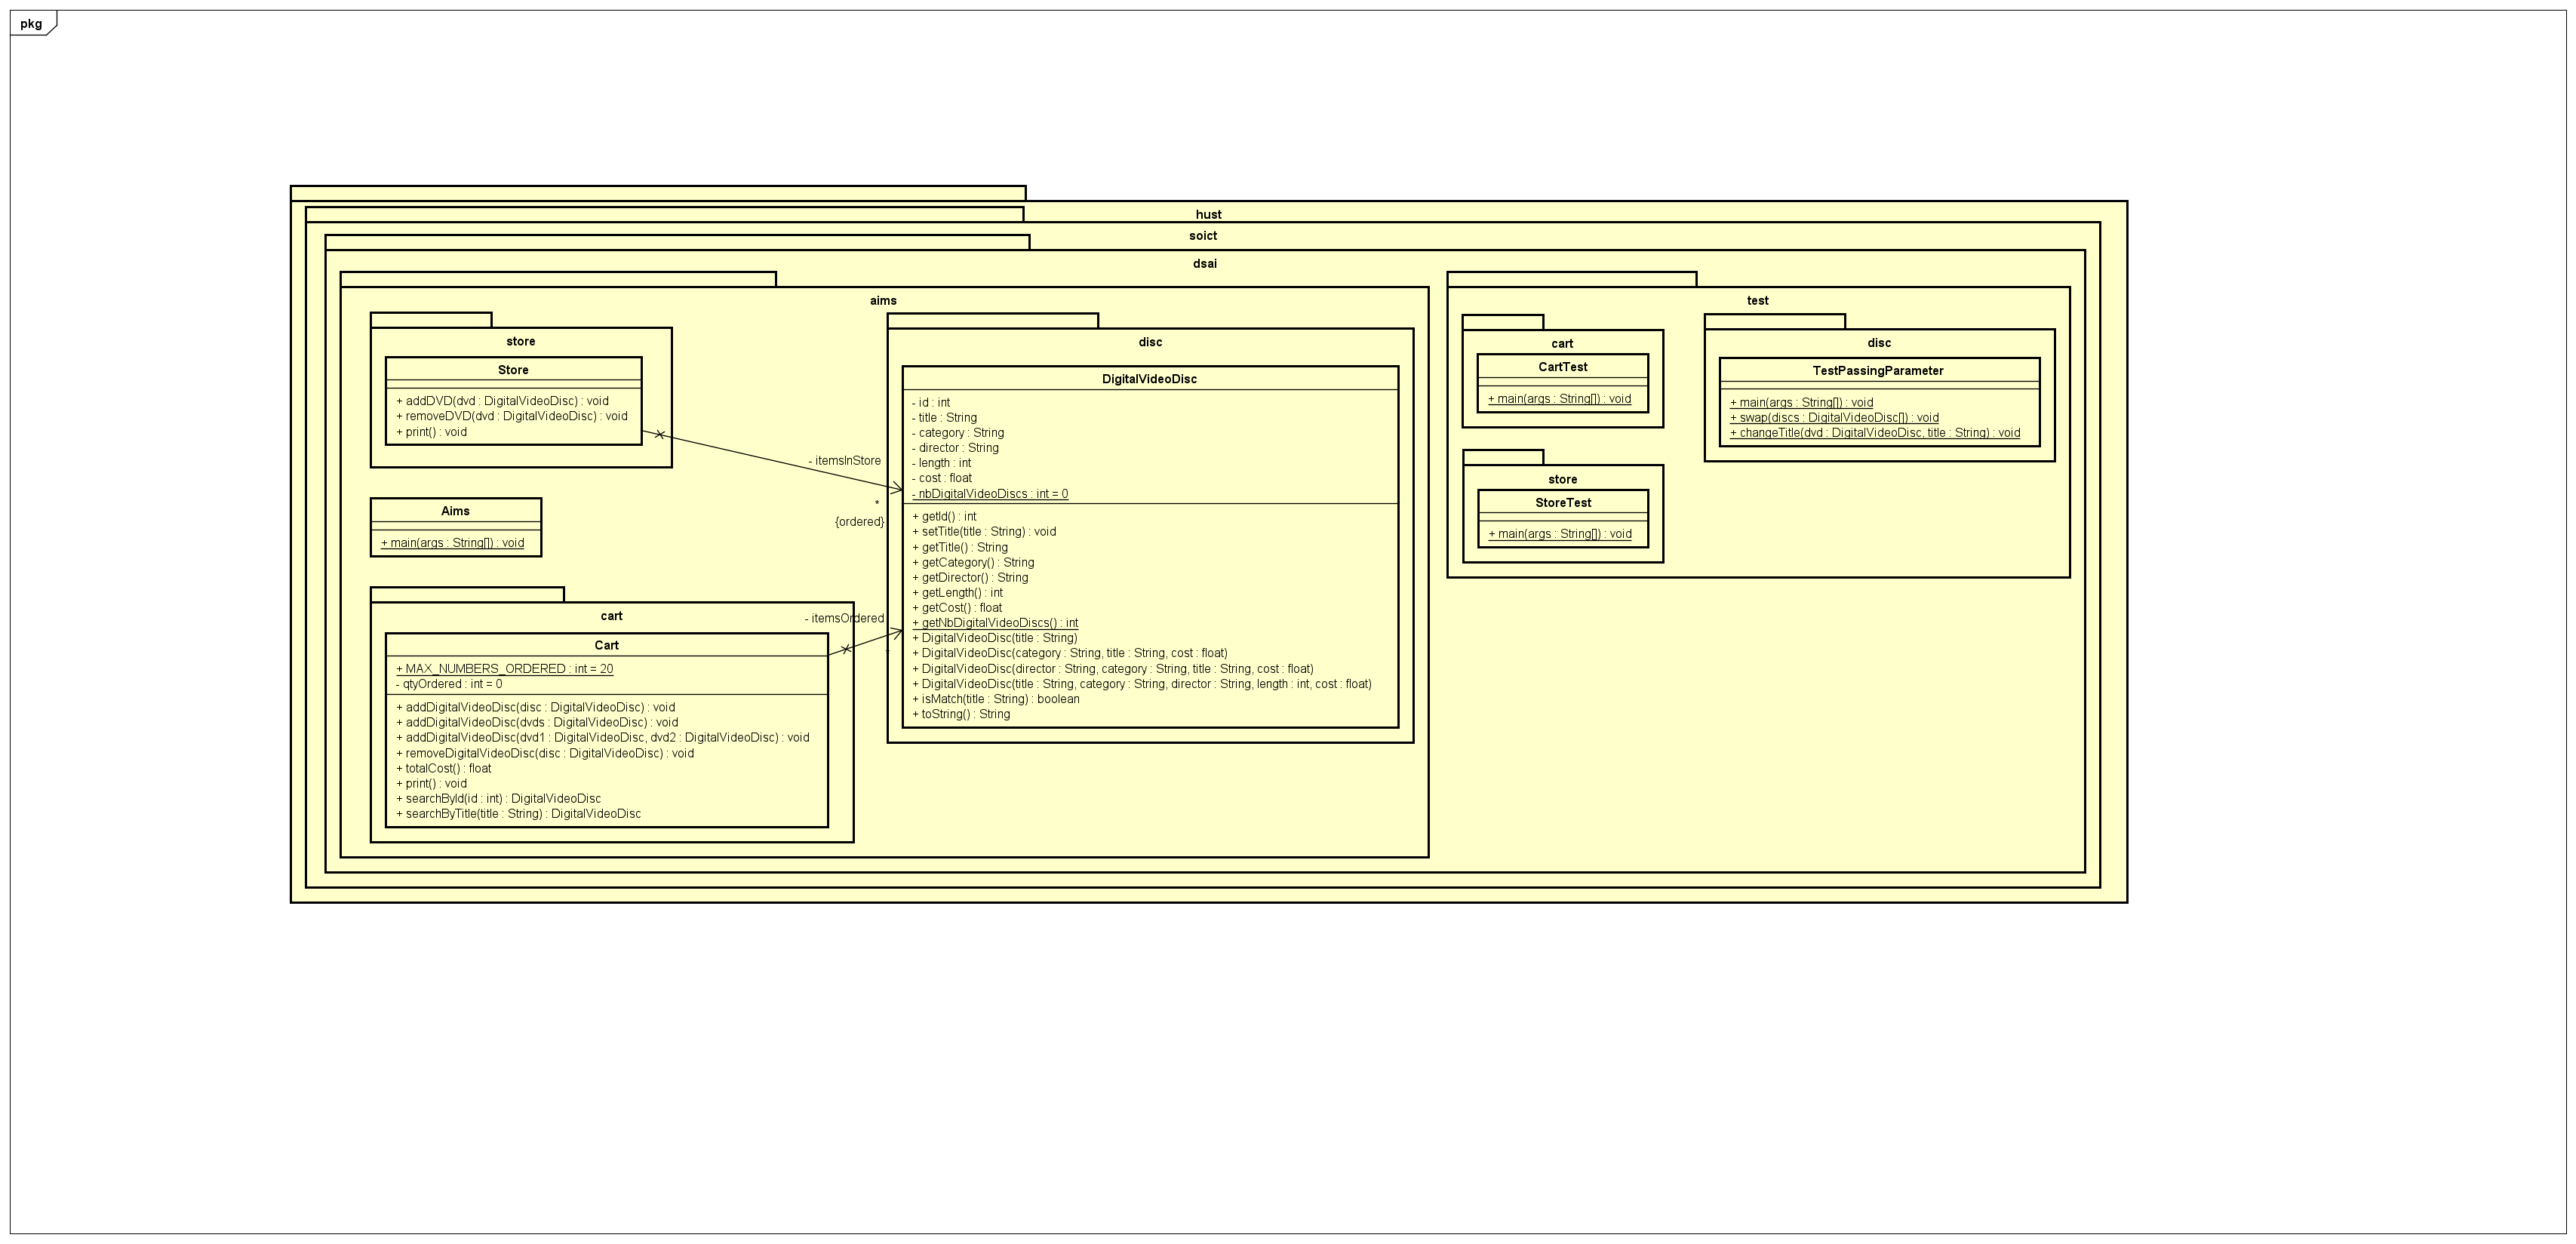 pkg
hust
soict
dsai
aims
store
Store
+ addDVD(dvd : DigitalVideoDisc) : void
+ removeDVD(dvd : DigitalVideoDisc) : void
+ print() : void
- itemsInStore
*
{ordered}
Aims
+ main(args : String[]) : void
cart
Cart
+ MAX_NUMBERS_ORDERED : int = 20
- qtyOrdered : int = 0
+ addDigitalVideoDisc(disc : DigitalVideoDisc) : void
+ addDigitalVideoDisc(dvds : DigitalVideoDisc) : void
+ addDigitalVideoDisc(dvd1 : DigitalVideoDisc, dvd2 : DigitalVideoDisc) : void
+ removeDigitalVideoDisc(disc : DigitalVideoDisc) : void
+ totalCost() : float
+ print() : void
+ searchById(id : int) : DigitalVideoDisc
+ searchByTitle(title : String) : DigitalVideoDisc
- itemsOrdered
disc
DigitalVideoDisc
- id : int
- title : String
- category : String
- director : String
- length : int
- cost : float
- nbDigitalVideoDiscs : int = 0
+ getId() : int
+ setTitle(title : String) : void
+ getTitle() : String
+ getCategory() : String
+ getDirector() : String
+ getLength() : int
+ getCost() : float
+ getNbDigitalVideoDiscs() : int
+ DigitalVideoDisc(title : String)
+ DigitalVideoDisc(category : String, title : String, cost : float)
+ DigitalVideoDisc(director : String, category : String, title : String, cost : float)
+ DigitalVideoDisc(title : String, category : String, director : String, length : int, cost : float)
+ isMatch(title : String) : boolean
+ toString() : String
test
cart
CartTest
+ main(args : String[]) : void
store
StoreTest
+ main(args : String[]) : void
disc
TestPassingParameter
+ main(args : String[]) : void
+ swap(discs : DigitalVideoDisc[]) : void
+ changeTitle(dvd : DigitalVideoDisc, title : String) : void